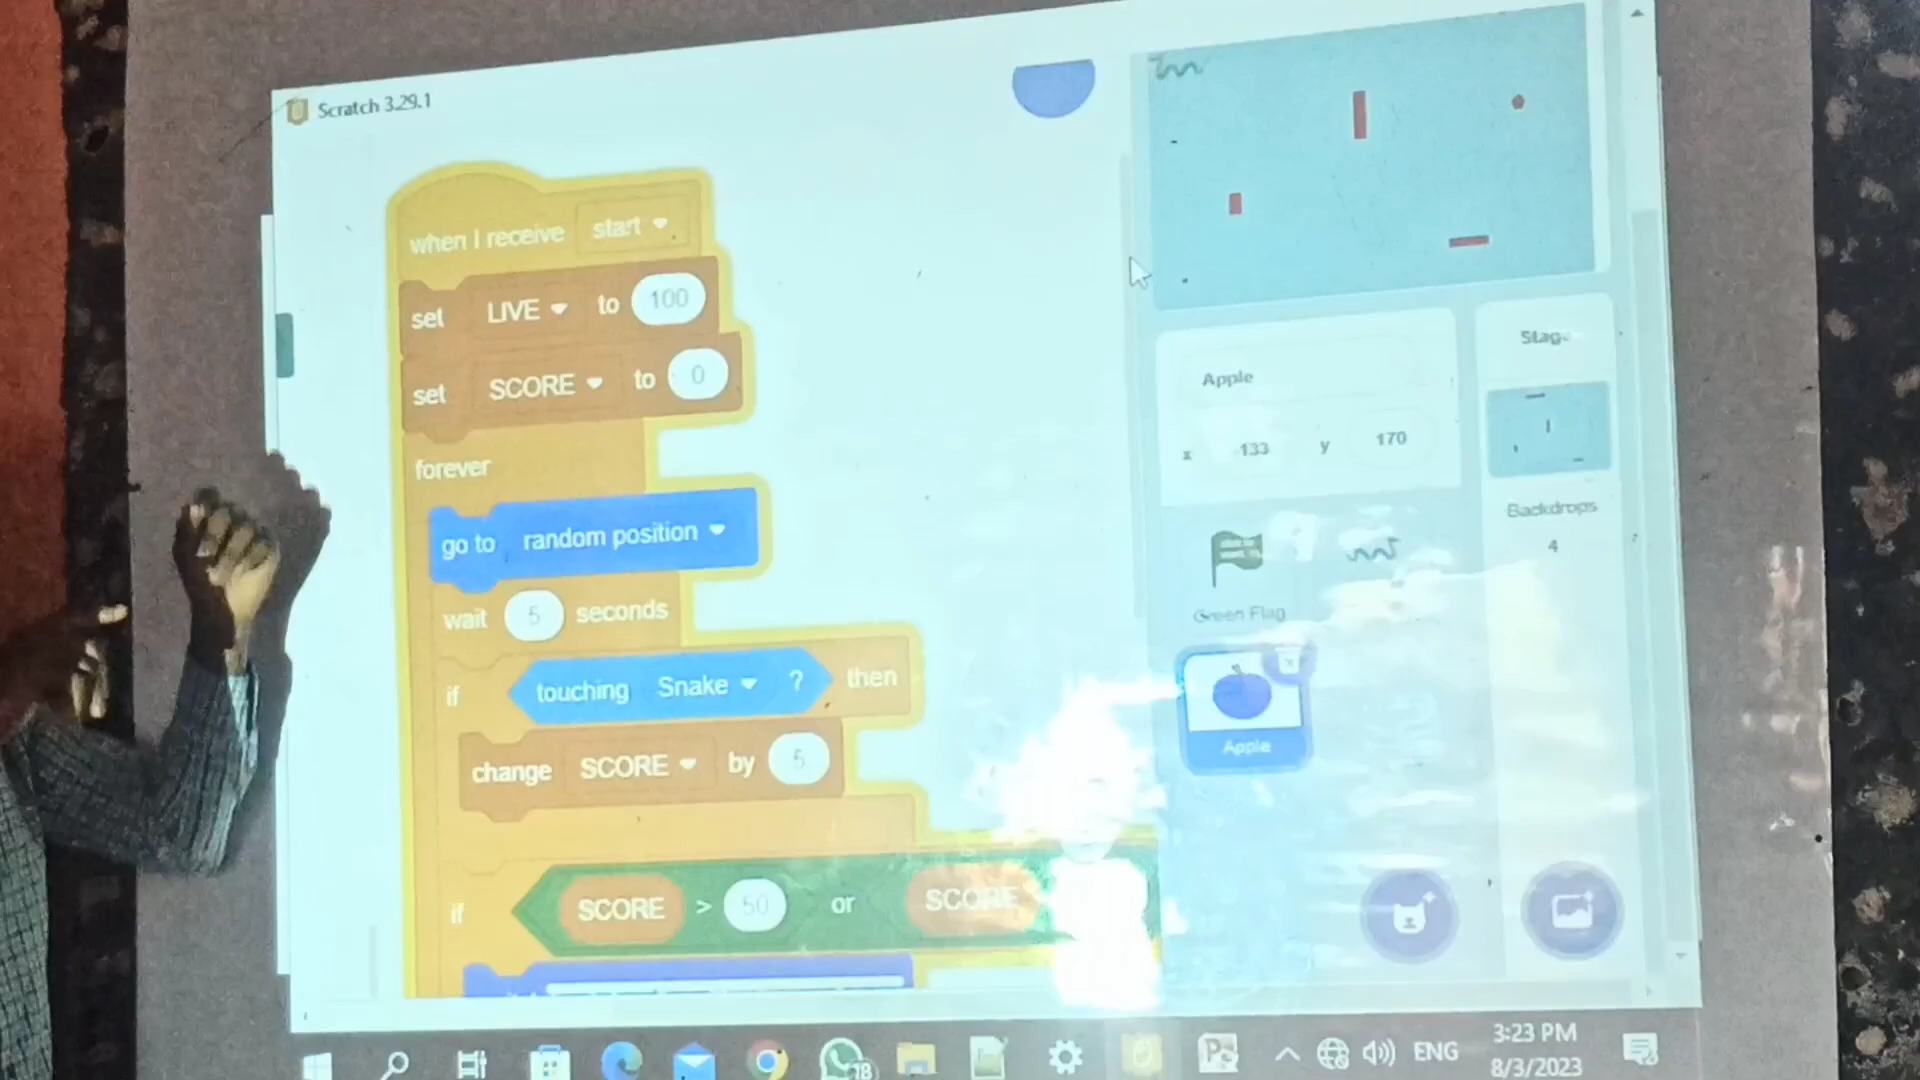 Scratch 3.29.1
when I receive start
set LIVE to 100
set SCORE to 0
forever
go to random position
wait 5 seconds
if touching Snake ? then
change SCORE by 5
if SCORE > 50 or SCORE
Apple
x -133 y 170
Green Flag
Apple
Stage
Backdrops
4
18
ENG
3:23 PM
8/3/2023